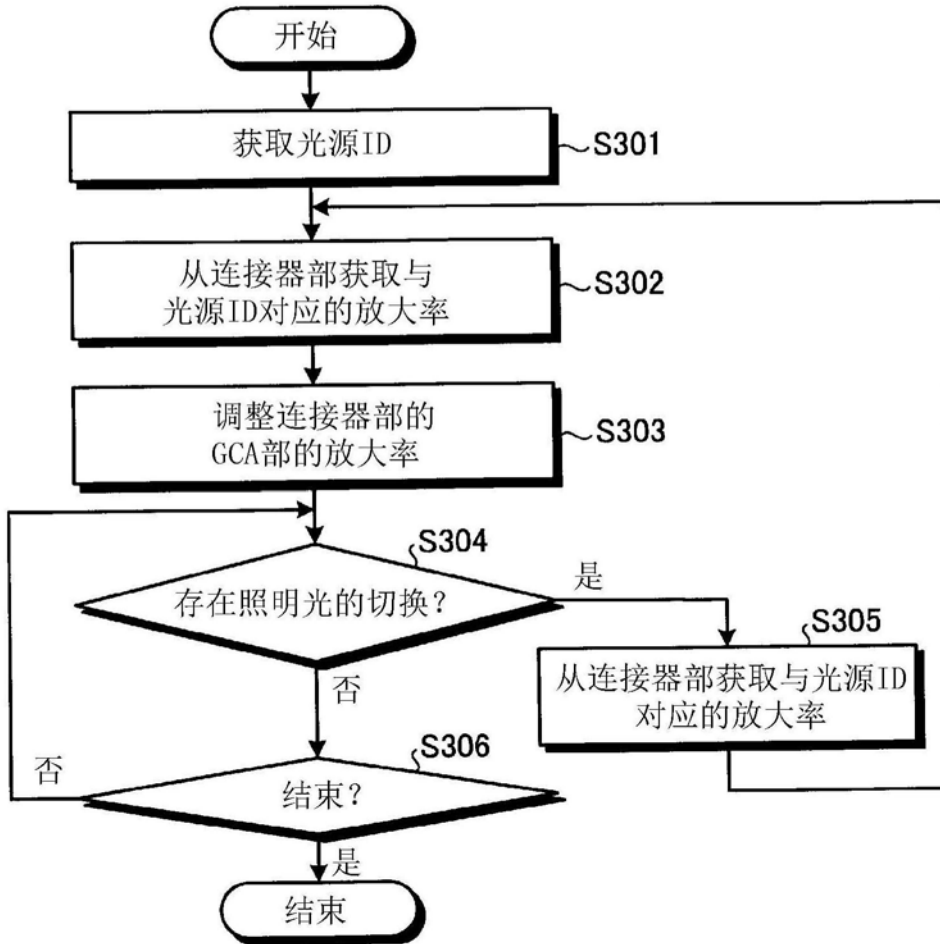 开始
获取光源ID
S301
从连接器部获取与
光源ID对应的放大率
S302
调整连接器部的
GCA部的放大率
S303
S304
存在照明光的切换?
是
否
S305
从连接器部获取与光源ID
对应的放大率
S306
结束?
否
是
结束